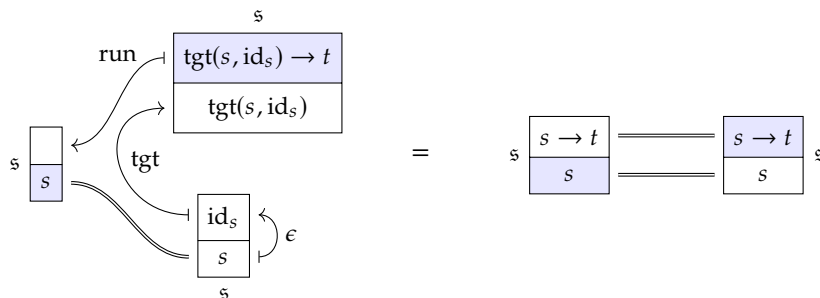 𝔰
run
tgt(s, id_s) → t
tgt(s, id_s)
𝔰
s
tgt
id_s
s
ϵ
𝔰
=
𝔰
s → t
s
s → t
s
𝔰